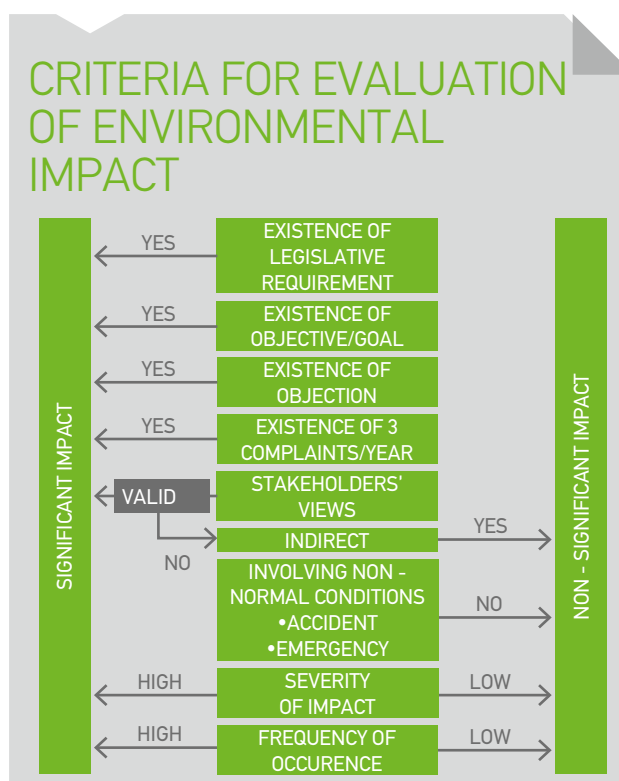 CRITERIA FOR EVALUATION
OF ENVIRONMENTAL
IMPACT
SIGNIFICANT IMPACT
YES
EXISTENCE OF
LEGISLATIVE
REQUIREMENT
YES
EXISTENCE OF
OBJECTIVE/GOAL
YES
EXISTENCE OF
OBJECTION
YES
EXISTENCE OF 3
COMPLAINTS/YEAR
VALID
STAKEHOLDERS'
VIEWS
NO
INDIRECT
YES
INVOLVING NON -
NORMAL CONDITIONS
•ACCIDENT
•EMERGENCY
NO
HIGH
SEVERITY
OF IMPACT
LOW
HIGH
FREQUENCY OF
OCCURENCE
LOW
NON - SIGNIFICANT IMPACT